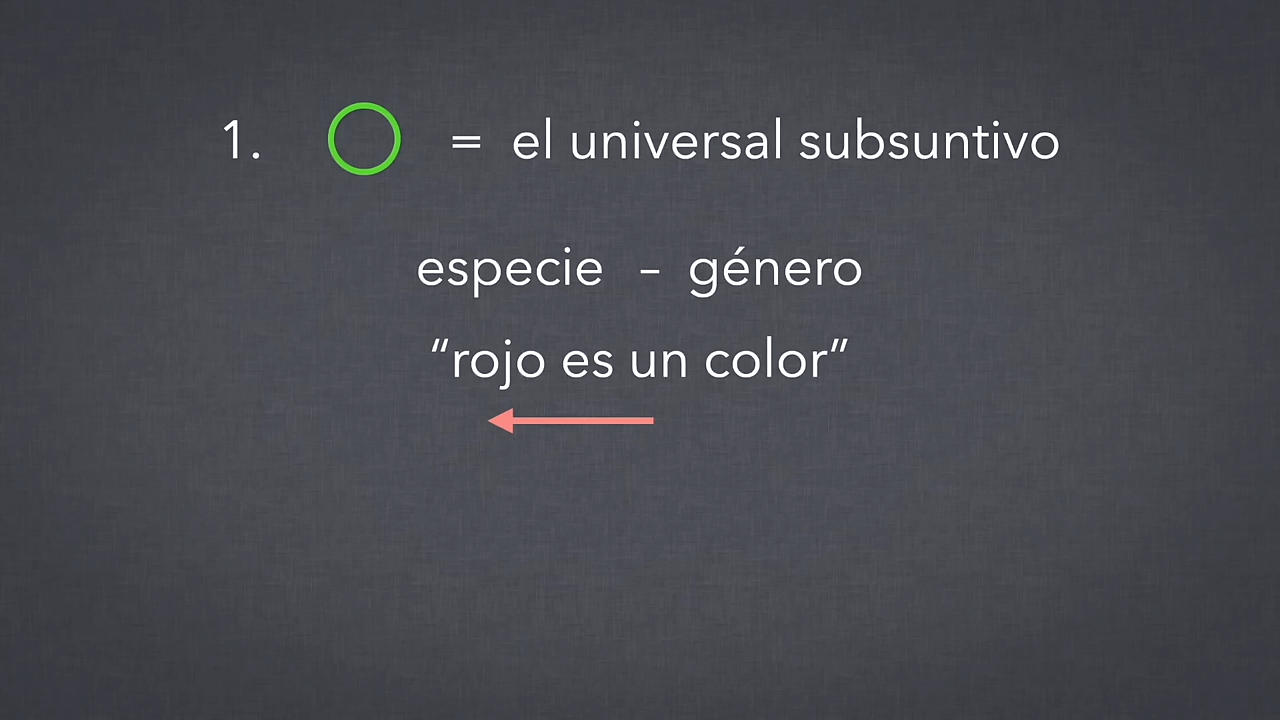 1. = el universal subsuntivo
especie – género
“rojo es un color”